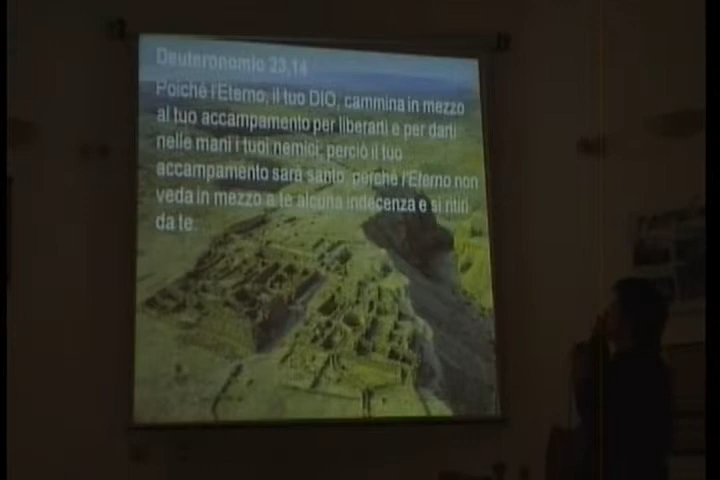 Deuteronomio 23,14
Poiché l'Eterno, il tuo DIO, cammina in mezzo
al tuo accampamento per liberarti e per darti
nelle mani i tuoi nemici; perciò il tuo
accampamento sarà santo, perché l'Eterno non
veda in mezzo a te alcuna indecenza e si ritiri
da te.